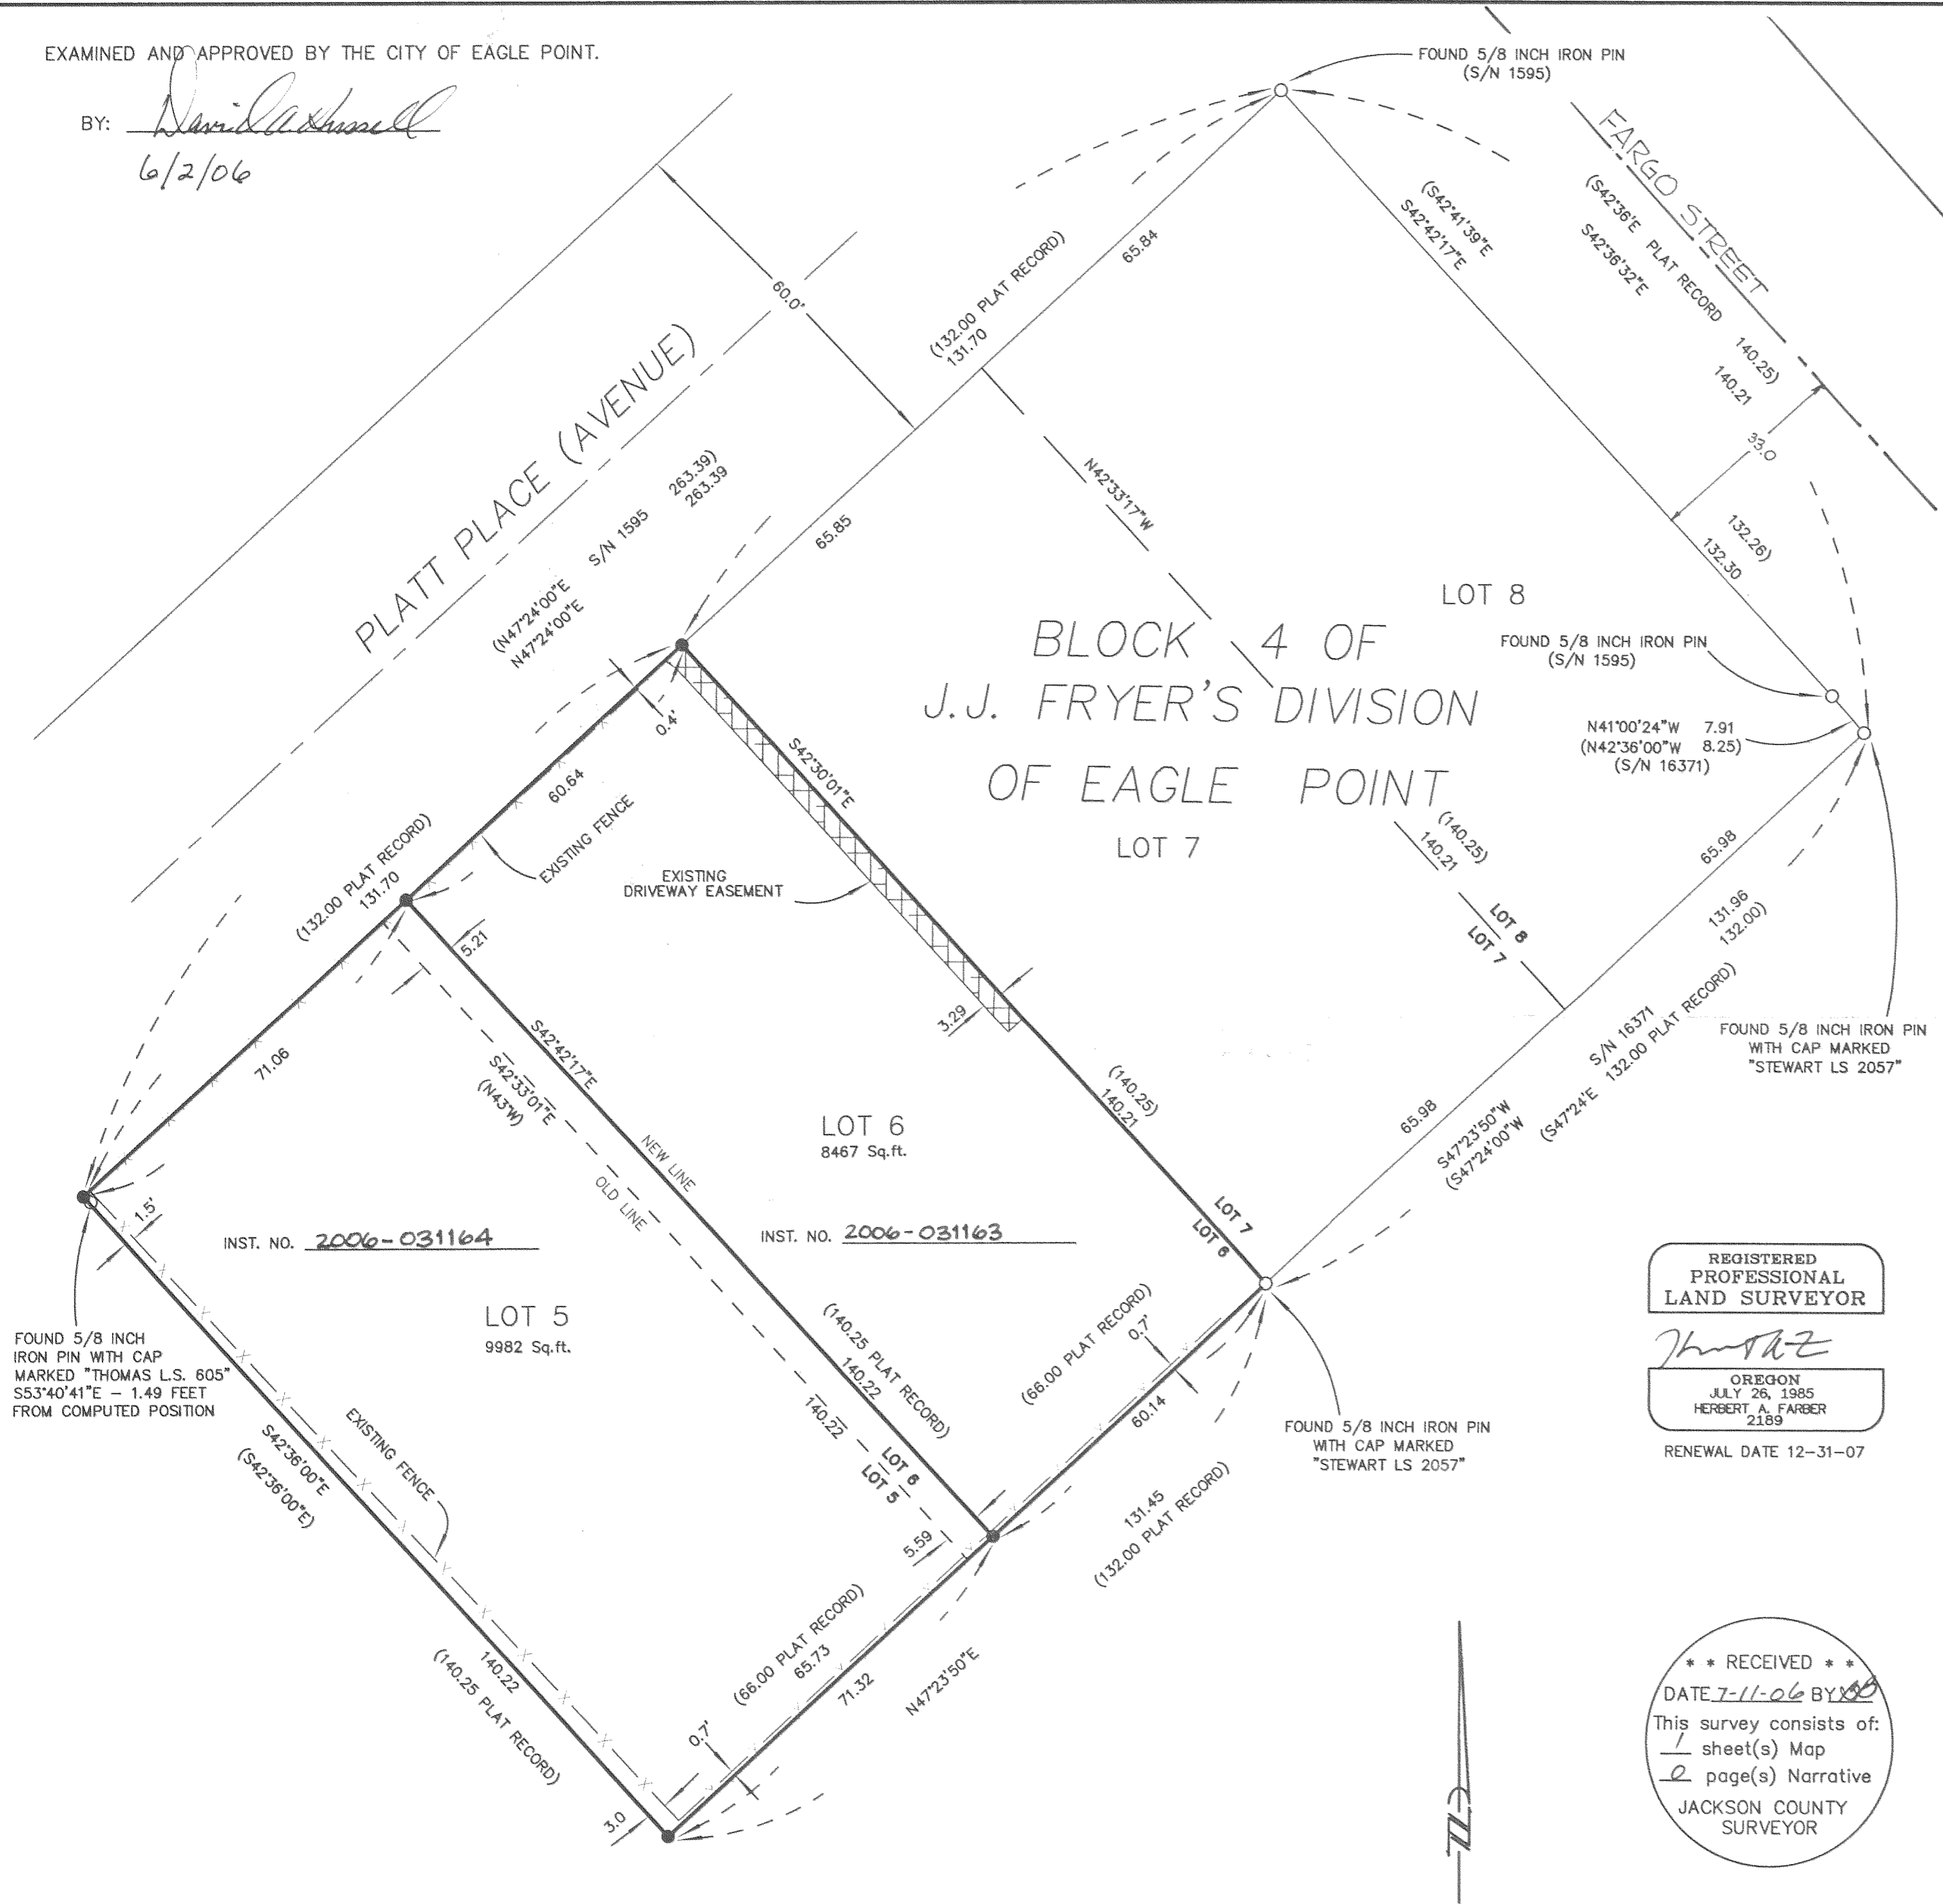 EXAMINED AND APPROVED BY THE CITY OF EAGLE POINT.
BY: David A Hussell
6/2/06
FOUND 5/8 INCH IRON PIN
(S/N 1595)
FARGO STREET
(S42°36'E PLAT RECORD 140.25)
S42°36'32"E 140.21
(S42°41'39"E 132.26)
S42°42'17"E 132.30
33.0
60.0'
PLATT PLACE (AVENUE)
(132.00 PLAT RECORD)
131.70
65.84
65.85
(N47°24'00"E S/N 1595 263.39)
N47°24'00"E 263.39
N42°33'17"W
(140.25)
140.21
LOT 8
LOT 7
LOT 8
BLOCK 4 OF
J.J. FRYER'S DIVISION
OF EAGLE POINT
LOT 7
FOUND 5/8 INCH IRON PIN
(S/N 1595)
N41°00'24"W 7.91
(N42°36'00"W 8.25)
(S/N 16371)
0.4'
60.64
EXISTING FENCE
S42°30'01"E
EXISTING
DRIVEWAY EASEMENT
(132.00 PLAT RECORD)
131.70
71.06
5.21
3.29
(140.25)
140.21
65.98
131.96
132.00)
S/N 16371
(S47°24'E 132.00 PLAT RECORD)
65.98
S47°23'50"W
(S47°24'00"W
FOUND 5/8 INCH IRON PIN
WITH CAP MARKED
"STEWART LS 2057"
S42°42'17"E
S42°33'01"E
(N43°W)
NEW LINE
OLD LINE
LOT 6
8467 Sq.ft.
INST. NO. 2006-031163
LOT 7
LOT 6
1.5'
INST. NO. 2006-031164
LOT 5
9982 Sq.ft.
FOUND 5/8 INCH
IRON PIN WITH CAP
MARKED "THOMAS L.S. 605"
S53°40'41"E – 1.49 FEET
FROM COMPUTED POSITION
EXISTING FENCE
S42°36'00"E
(S42°36'00"E)
140.22
(140.25 PLAT RECORD)
(140.25 PLAT RECORD)
140.22
140.22
LOT 6
LOT 5
5.59
(66.00 PLAT RECORD)
0.7'
60.14
FOUND 5/8 INCH IRON PIN
WITH CAP MARKED
"STEWART LS 2057"
131.45
(132.00 PLAT RECORD)
(66.00 PLAT RECORD)
65.73
71.32
N47°23'50"E
0.7'
3.0
REGISTERED
PROFESSIONAL
LAND SURVEYOR
OREGON
JULY 26, 1985
HERBERT A. FARBER
2189
RENEWAL DATE 12-31-07
* * RECEIVED * *
DATE 7-11-06 BY
This survey consists of:
1 sheet(s) Map
0 page(s) Narrative
JACKSON COUNTY
SURVEYOR